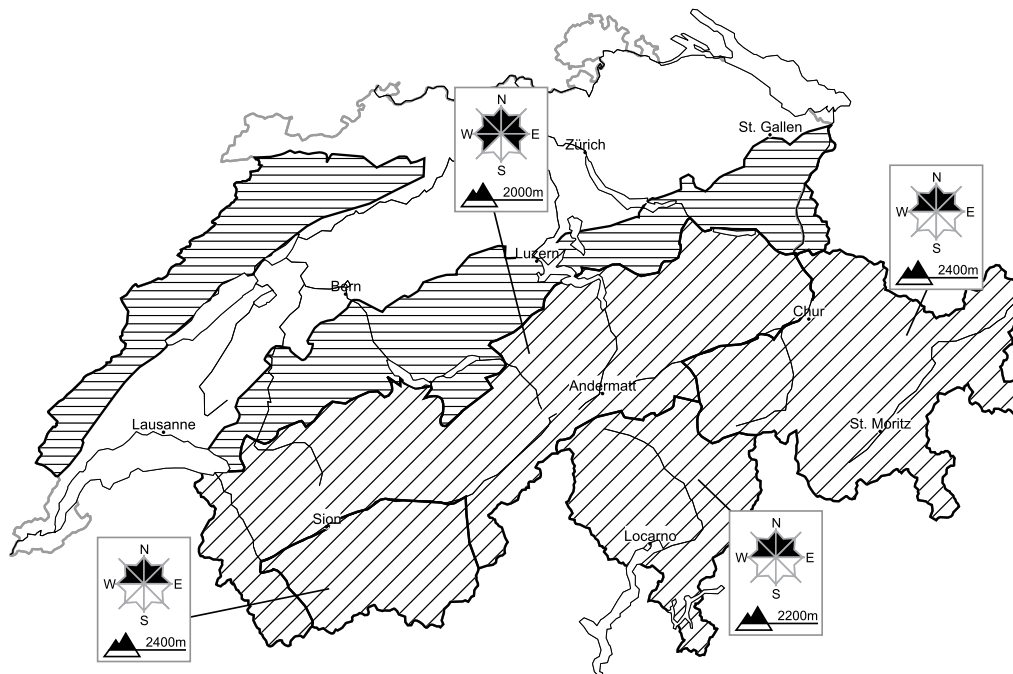 N
W E
S
2000m
Zürich
St. Gallen
N
W E
S
2400m
Luzern
Bern
Chur
Andermatt
Lausanne
St. Moritz
Sion
Locarno
N
W E
S
2200m
N
W E
S
2400m